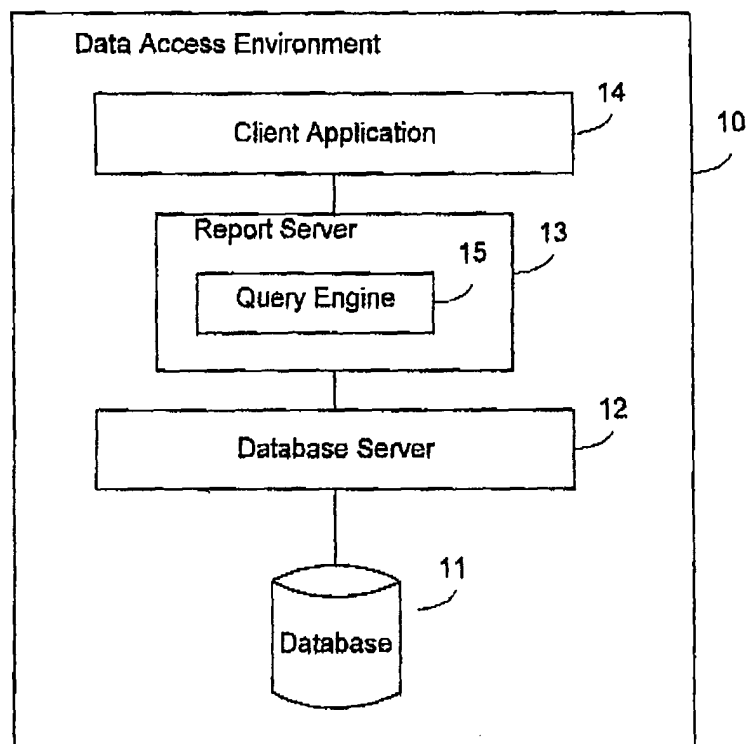 Data Access Environment
14
Client Application
10
Report Server
13
15
Query Engine
12
Database Server
11
Database